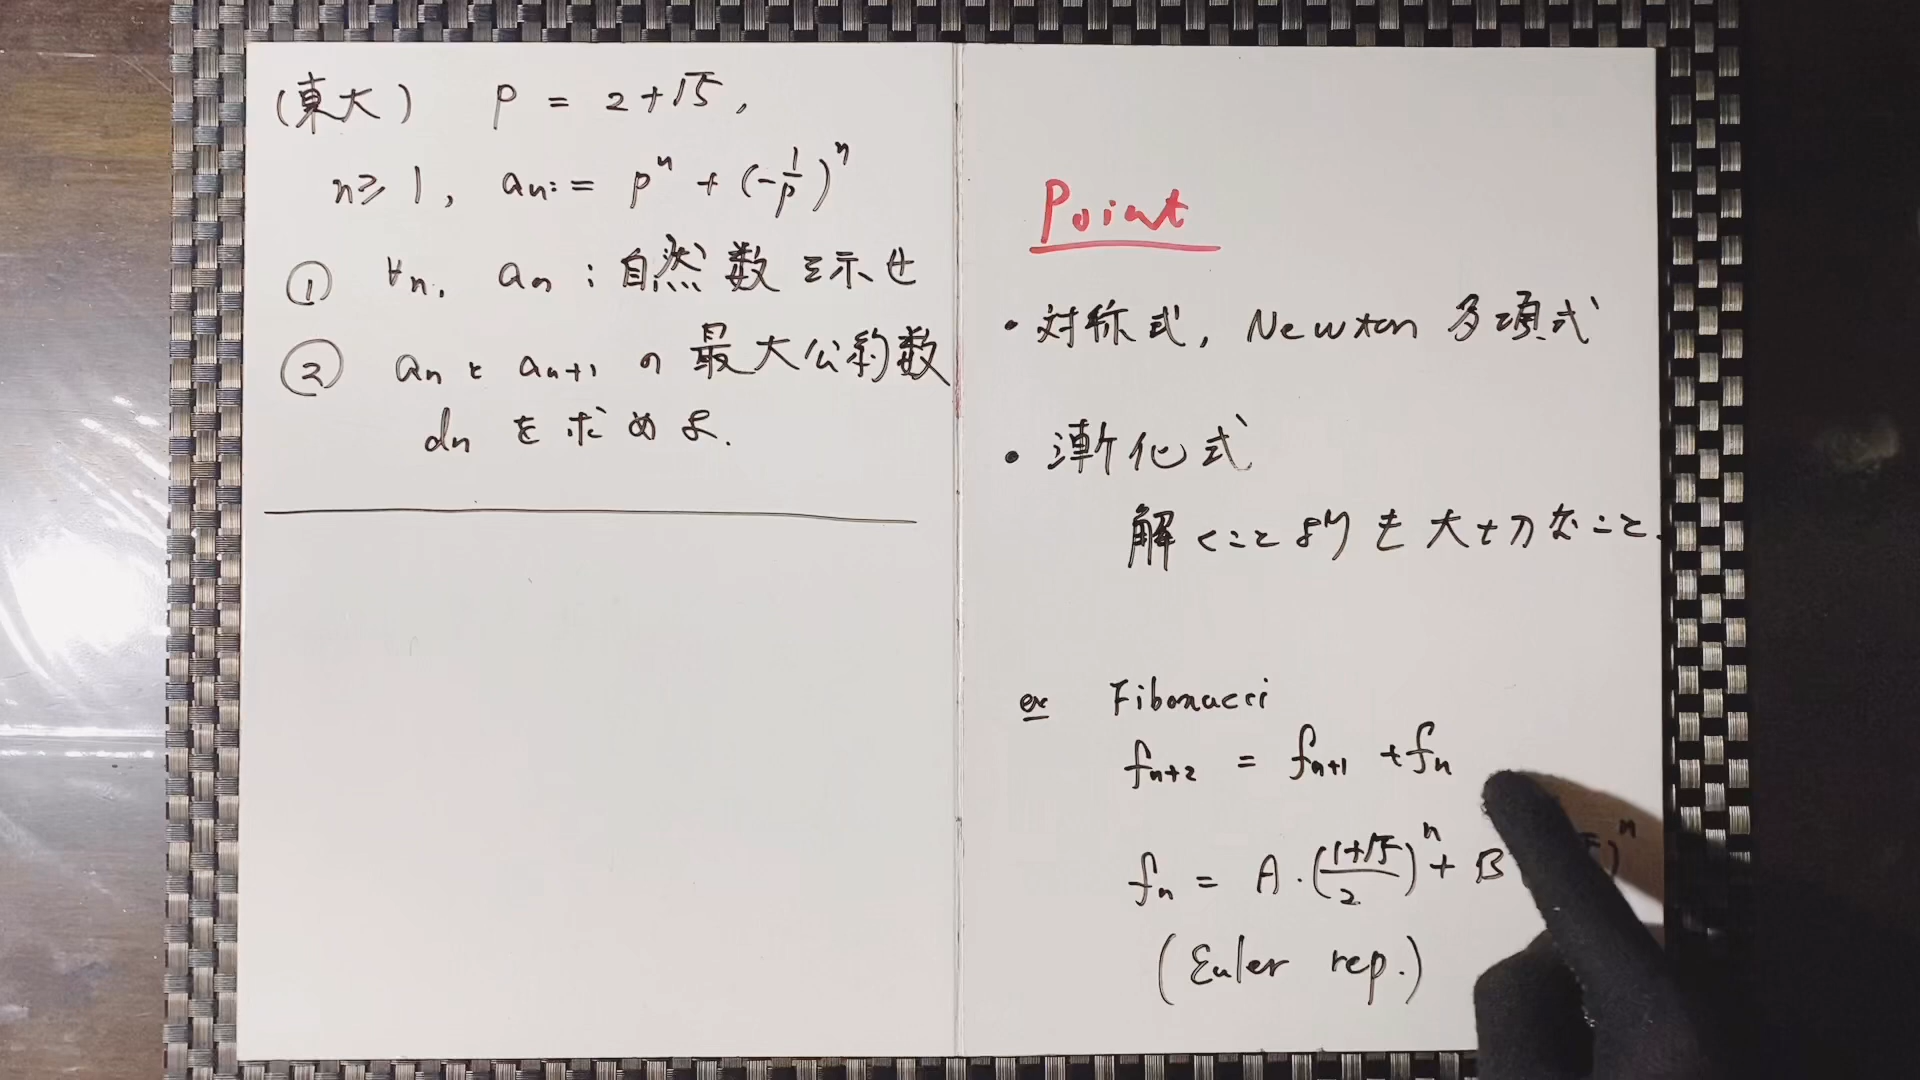 (東大) p = 2+√5,
n≥1, an:= p^n + (-1/p)^n
① ∀n, an : 自然数 を示せ
② an と an+1 の 最大公約数
dn を求めよ.
Point
・対称式, Newton 多項式
・漸化式
解くことよりも大切なこと.
ex Fibonacci
fn+2 = fn+1 + fn
fn = A・((1+√5)/2)^n + B )^n
(Euler rep.)